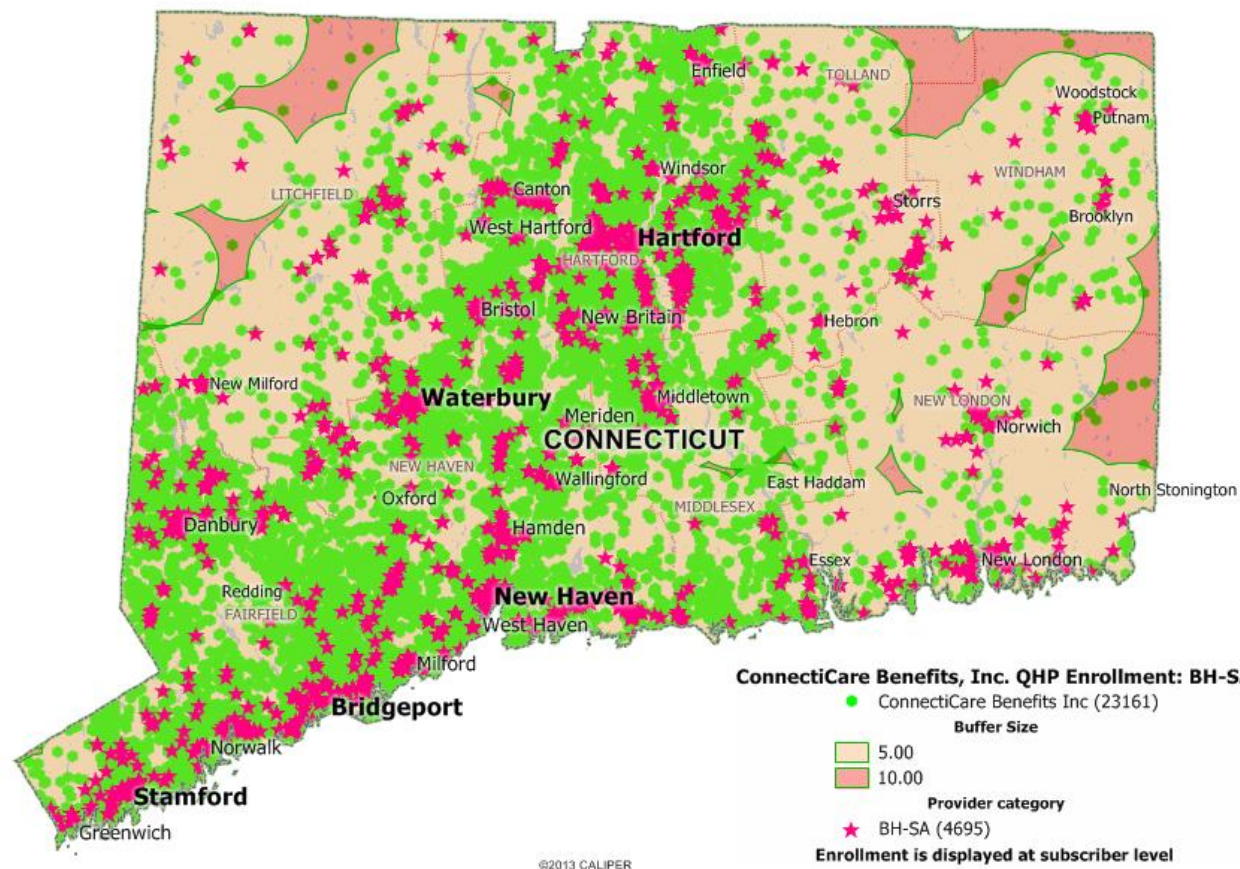 Enfield
TOLLAND
Woodstock
Putnam
Windsor
WINDHAM
LITCHFIELD
Canton
Storrs
Brooklyn
West Hartford
Hartford
HARTFORD
Bristol
New Britain
Hebron
New Milford
Waterbury
Middletown
NEW LONDON
Meriden
Norwich
CONNECTICUT
NEW HAVEN
Wallingford
East Haddam
Oxford
North Stonington
MIDDLESEX
Danbury
Hamden
Essex
New London
Redding
New Haven
FAIRFIELD
West Haven
Milford
Bridgeport
Norwalk
Stamford
Greenwich
ConnectiCare Benefits, Inc. QHP Enrollment: BH-S
ConnectiCare Benefits Inc (23161)
Buffer Size
5.00
10.00
Provider category
BH-SA (4695)
Enrollment is displayed at subscriber level
©2013 CALIPER